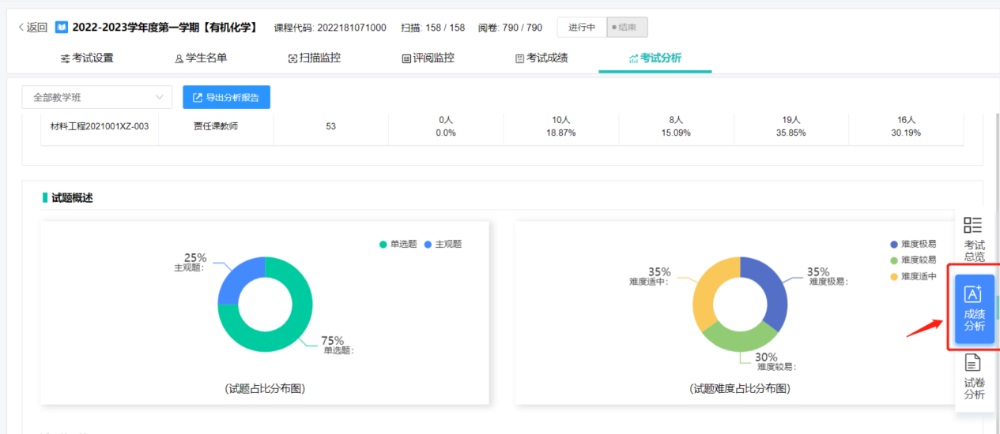 返回 2022-2023学年度第一学期【有机化学】 课程代码: 2022181071000 扫描: 158 / 158 阅卷: 790 / 790 进行中 结束
考试设置 学生名单 扫描监控 评阅监控 考试成绩 考试分析
全部教学班 导出分析报告
材料工程2021001XZ-003 贾任课教师 53 0人 10人 8人 19人 16人
0.0% 18.87% 15.09% 35.85% 30.19%
试题概述
单选题 主观题
25%
主观题:
75%
单选题:
(试题占比分布图)
难度极易
难度较易
难度适中
35%
难度适中:
35%
难度极易:
30%
难度较易:
(试题难度占比分布图)
考试
总览
成绩
分析
试卷
分析